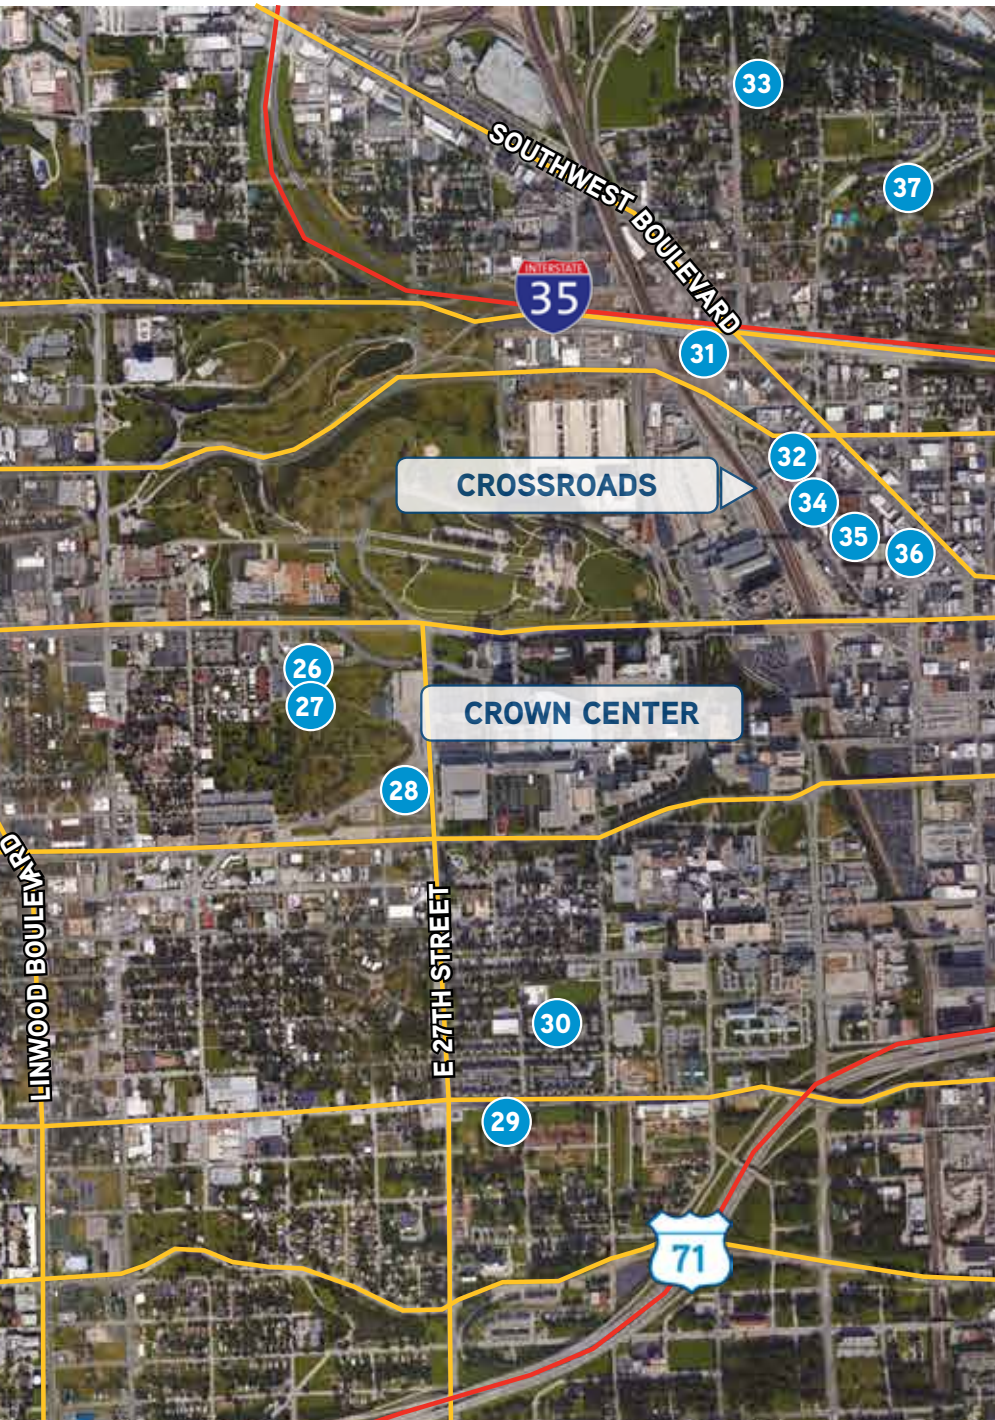 33
SOUTHWEST BOULEVARD
37
INTERSTATE
35
31
32
CROSSROADS
34
35
36
26
27
CROWN CENTER
28
LINWOOD BOULEVARD
E 27TH STREET
30
29
71